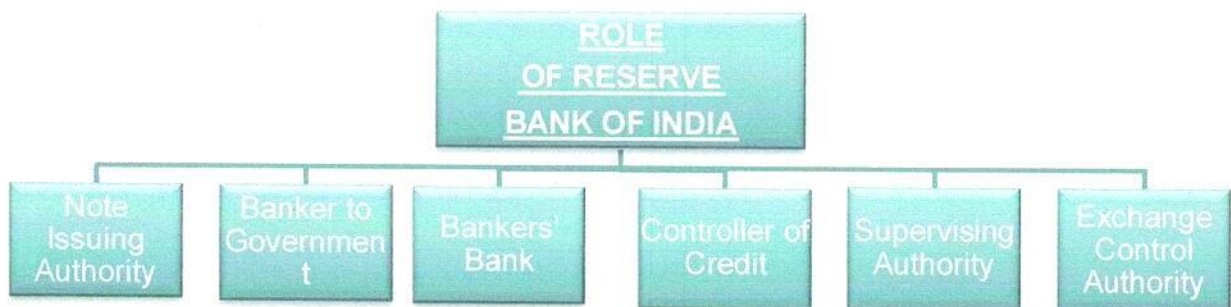 ROLE
OF RESERVE
BANK OF INDIA
Note
Issuing
Authority
Banker to
Governmen
t
Bankers'
Bank
Controller of
Credit
Supervising
Authority
Exchange
Control
Authority